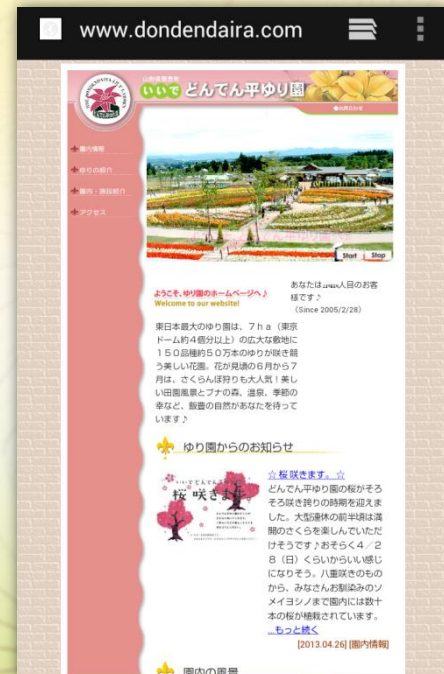 www.dondendaira.com
いいで どんでん平ゆり園
園内情報
ゆりの紹介
園内・施設紹介
アクセス
Start
Stop
ようこそ、ゆり園のホームページへ♪
Welcome to our website!
あなたは
人目のお客
様です♪
(Since 2005/2/28)
東日本最大のゆり園は、7ha(東京
ドーム約4個分以上)の広大な敷地に
150品種約50万本のゆりが咲き競
う美しい花園。花が見頃の6月から7
月は、さくらんぼ狩りも大人気!美し
い田園風景とブナの森、温泉、季節の
幸など、飯豊の自然があなたを待って
います♪
ゆり園からのお知らせ
いいでどんでん平ゆり園
桜 咲きます
☆桜 咲きます。☆
どんでん平ゆり園の桜がそろ
そろ咲き誇りの時期を迎えま
した。大型連休の前半頃は満
開のさくらを楽しんでいただ
けそうです♪おそらく4/2
8(日)くらいからいい感じ
になりそう。八重咲きのもの
から、みなさんお馴染みのソ
メイヨシノまで園内には数十
本の桜が植栽されています。
...もっと続く
[2013.04.26] [園内情報]
園内の風景